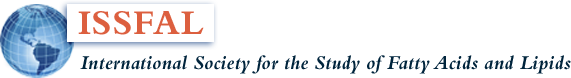 ISSFAL
International Society for the Study of Fatty Acids and Lipids